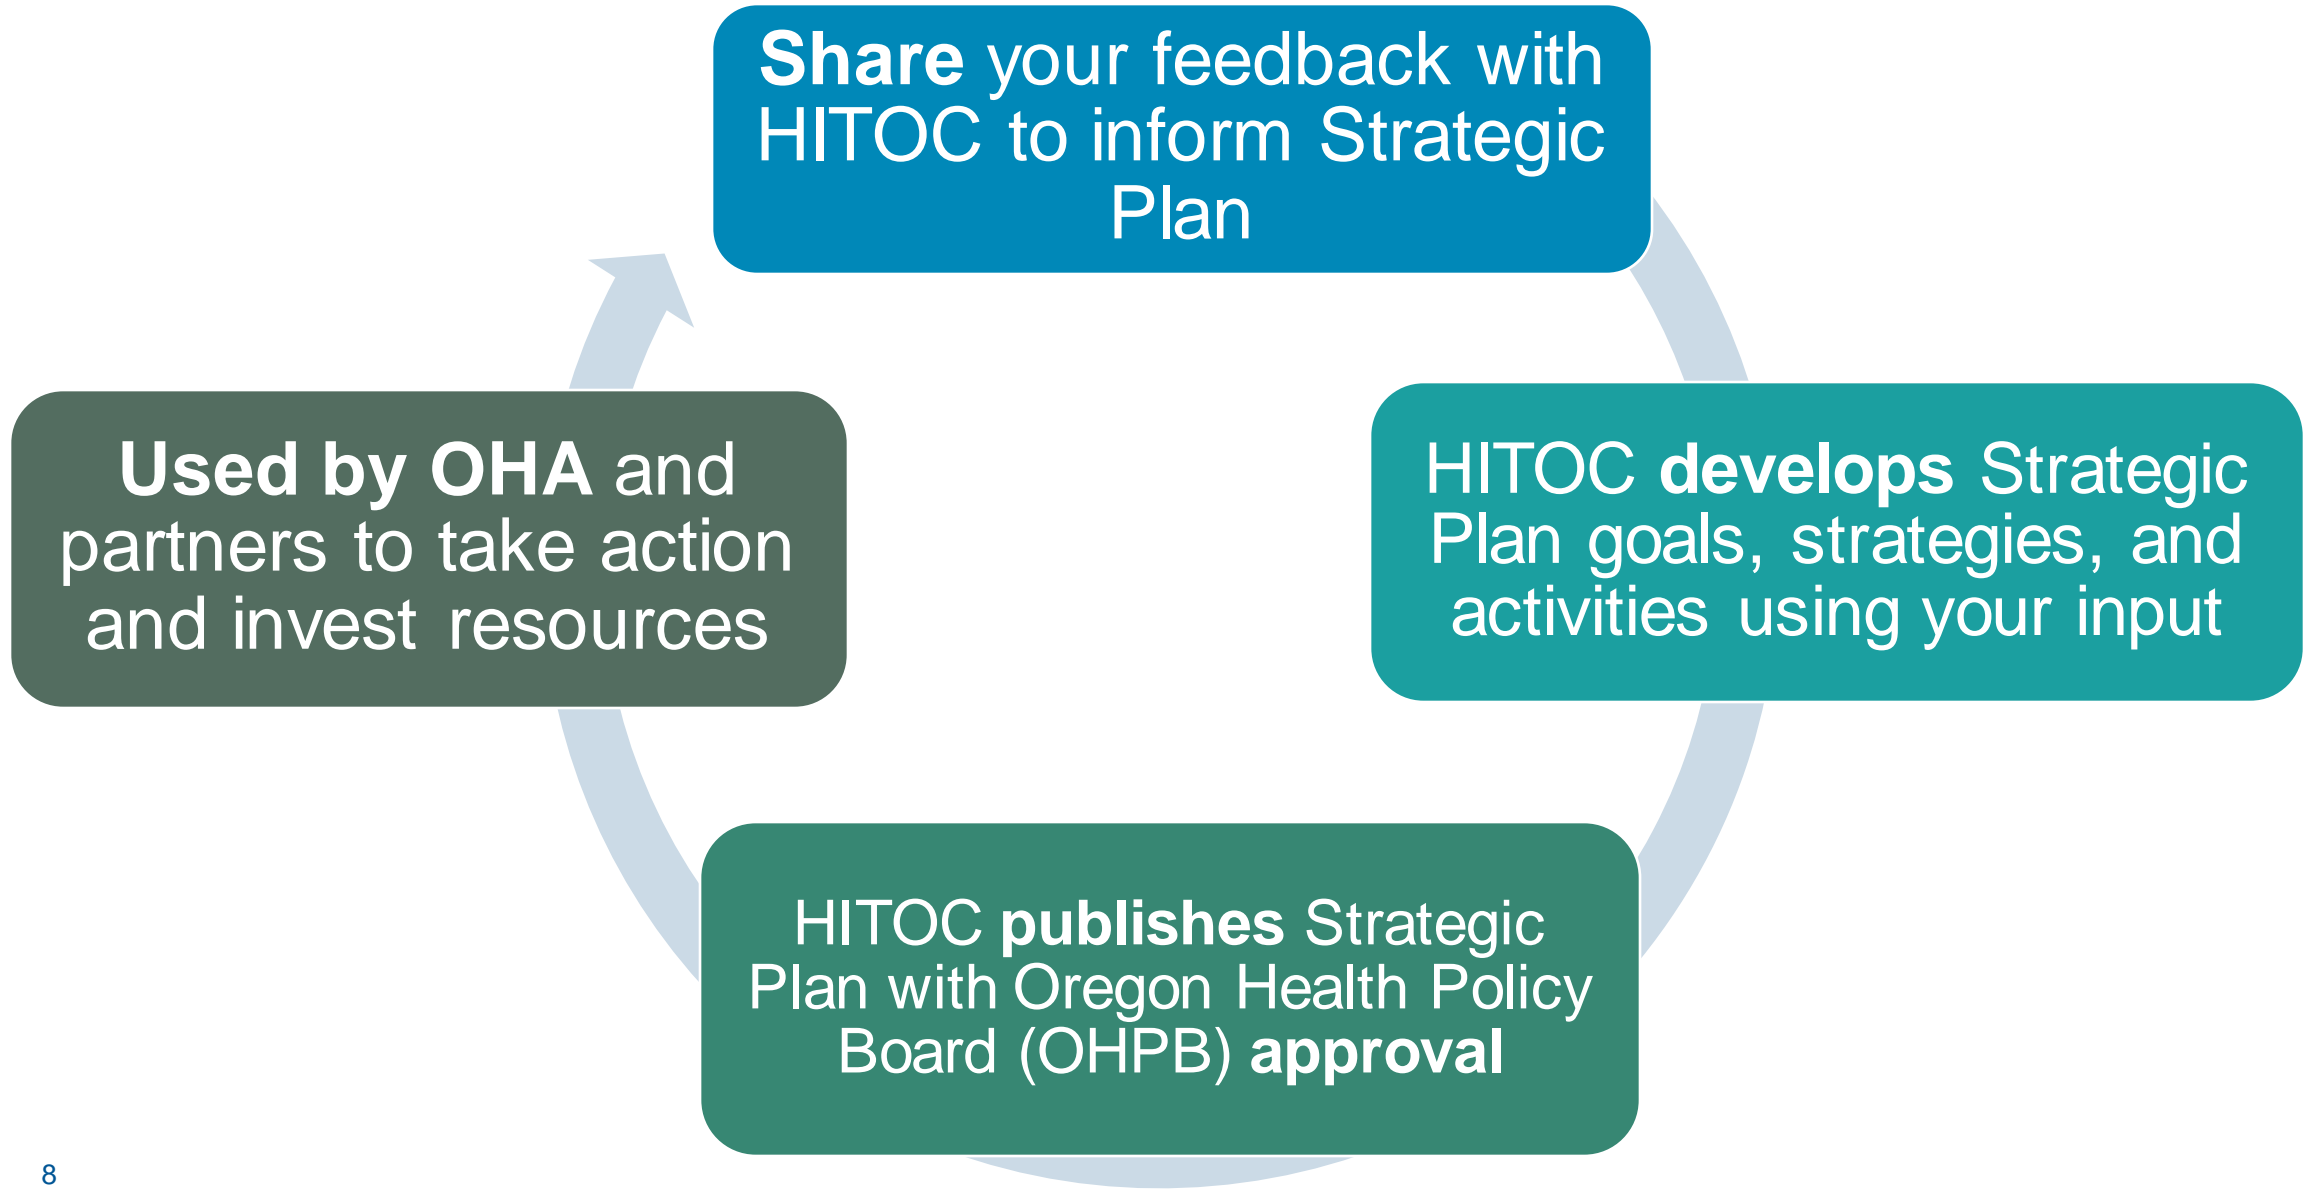 Share your feedback with
HITOC to inform Strategic
Plan
HITOC develops Strategic
Plan goals, strategies, and
activities using your input
HITOC publishes Strategic
Plan with Oregon Health Policy
Board (OHPB) approval
Used by OHA and
partners to take action
and invest resources
8